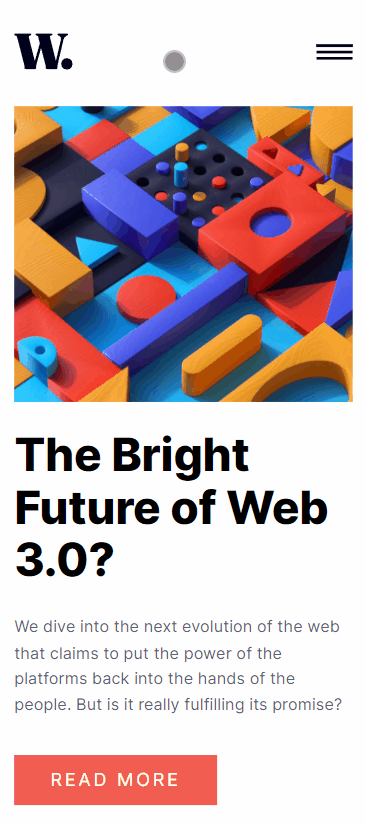 W.
The Bright
Future of Web
3.0?
We dive into the next evolution of the web
that claims to put the power of the
platforms back into the hands of the
people. But is it really fulfilling its promise?
READ MORE